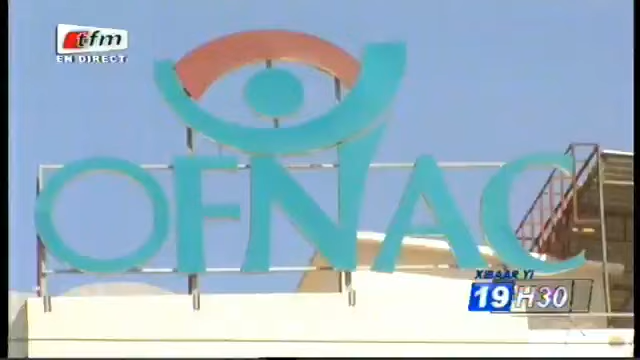 tfm
EN DIRECT
OFNAC
XIBAAR YI
19H30